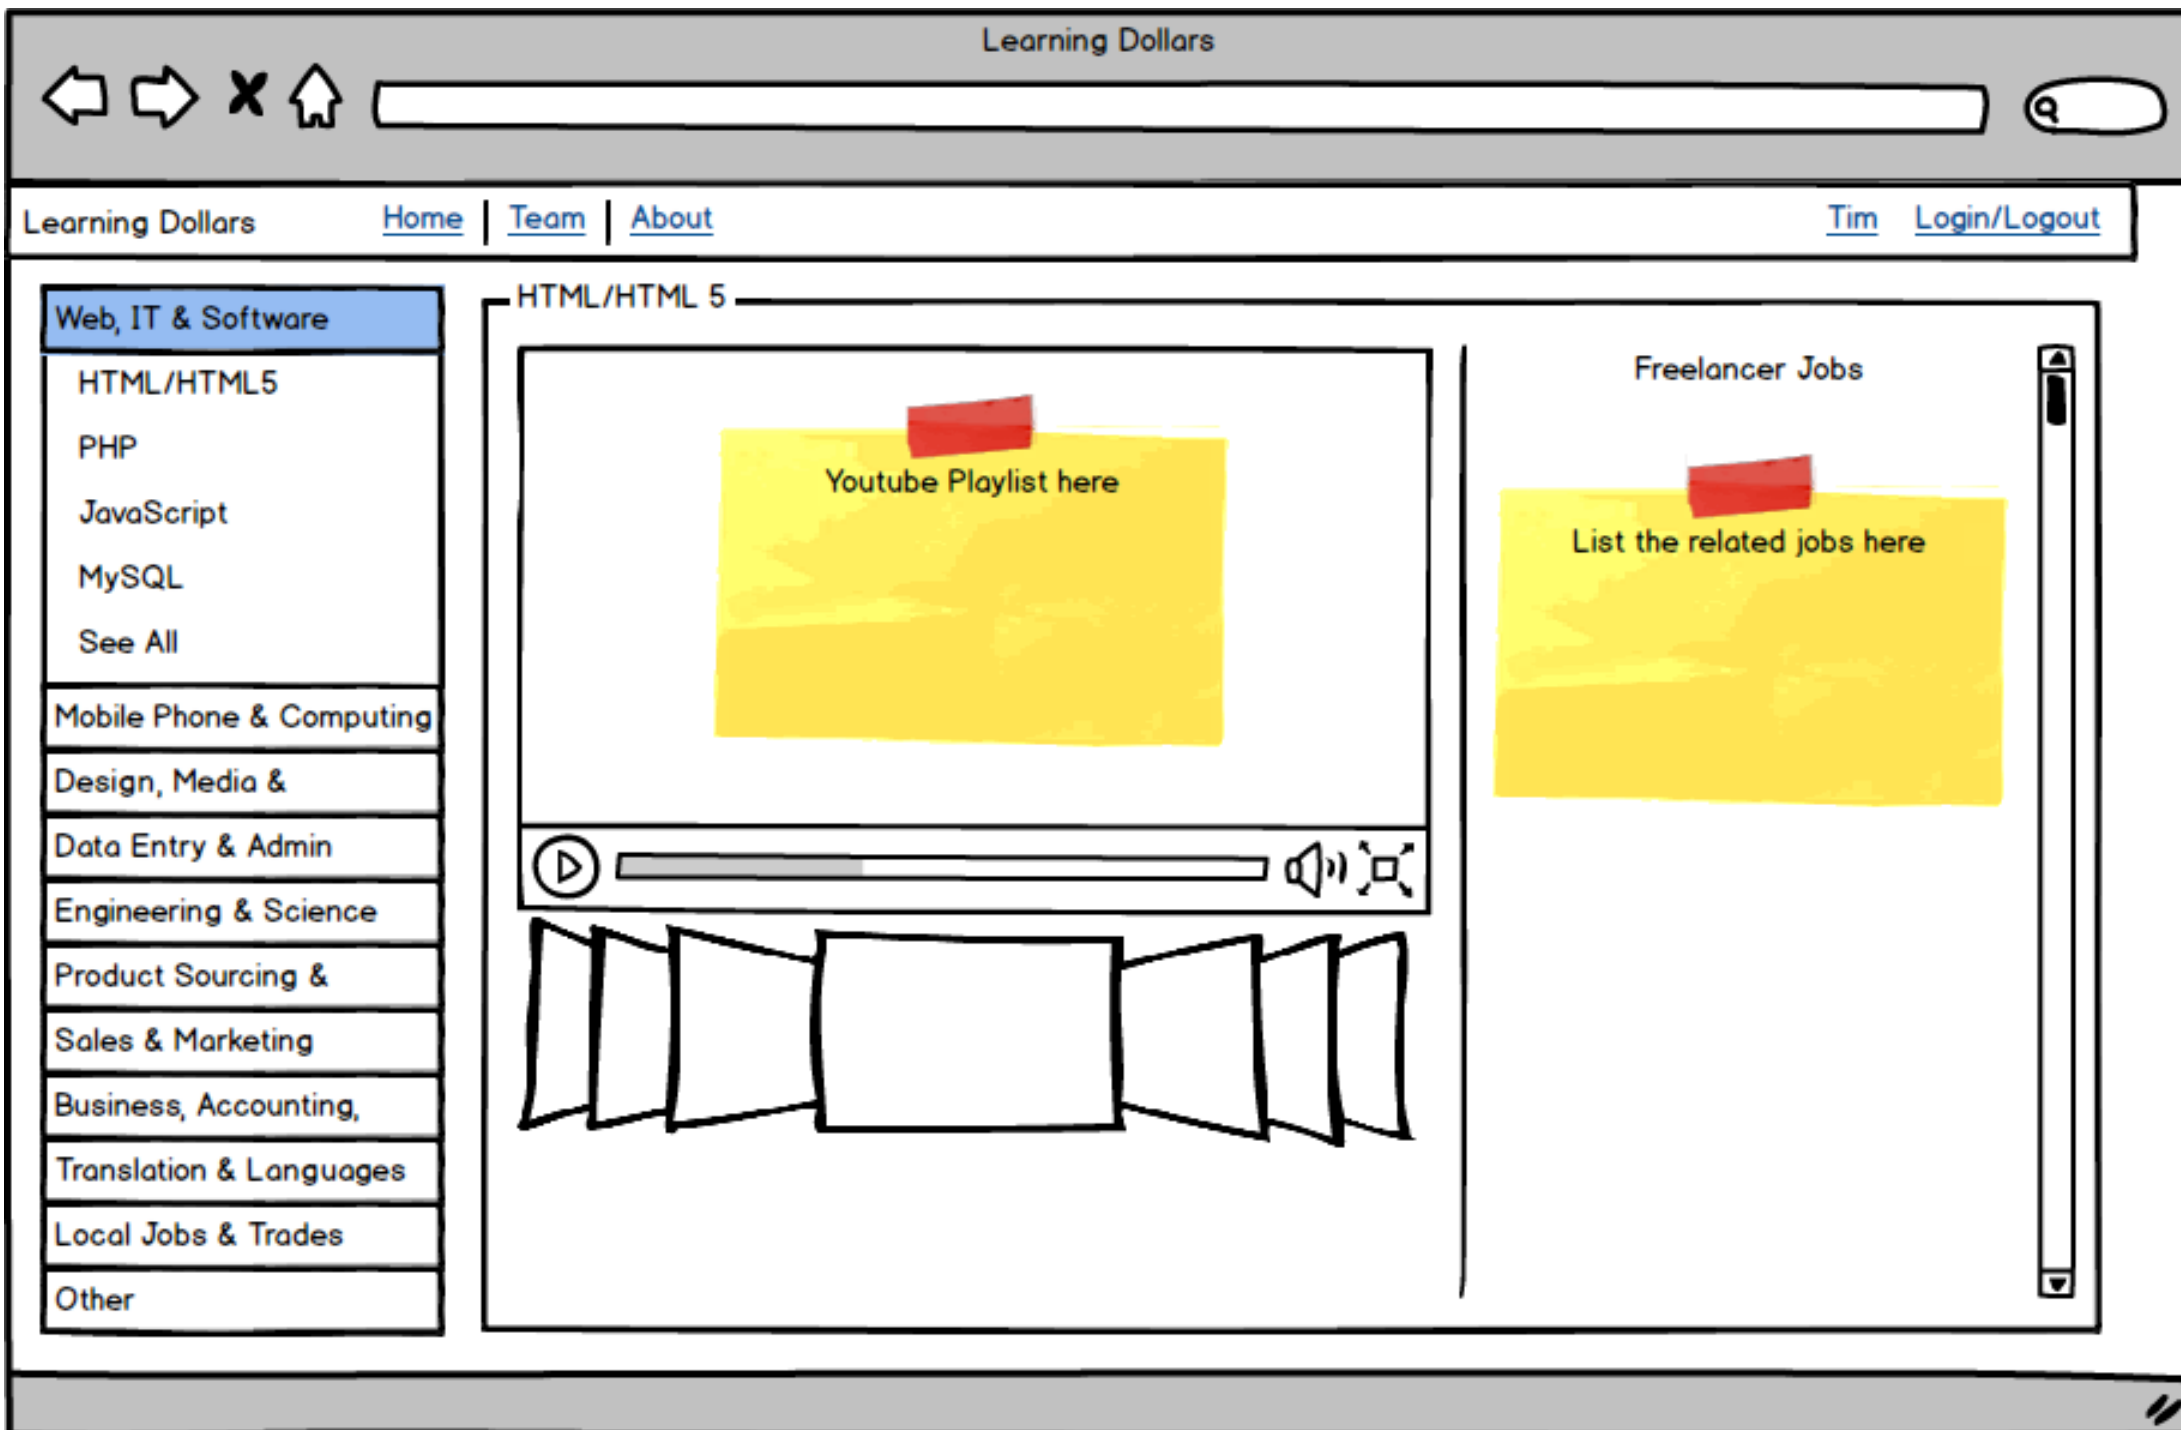 Learning Dollars
Learning Dollars Home Team About Tim Login/Logout
Web, IT & Software
HTML/HTML5
PHP
JavaScript
MySQL
See All
Mobile Phone & Computing
Design, Media &
Data Entry & Admin
Engineering & Science
Product Sourcing &
Sales & Marketing
Business, Accounting,
Translation & Languages
Local Jobs & Trades
Other
HTML/HTML 5
Youtube Playlist here
Freelancer Jobs
List the related jobs here